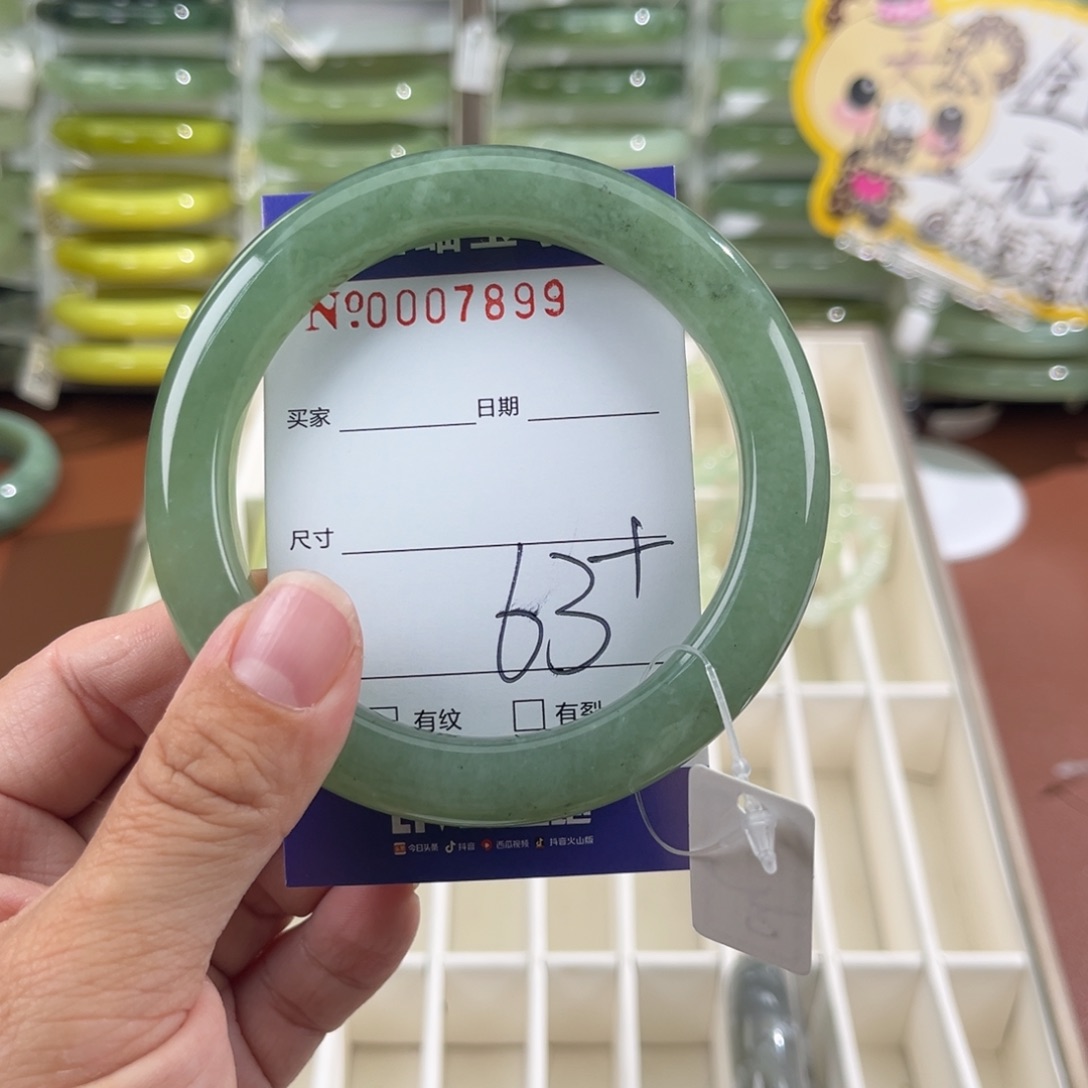 №0007899
买家 日期
尺寸
63+
有纹 有裂
今日头条 抖音 西瓜视频 抖音火山版
无